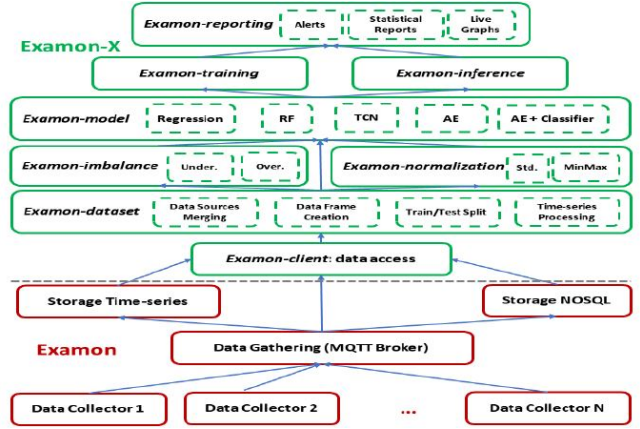 Examon-reporting
Alerts
Statistical
Reports
Live
Graphs
Examon-X
Examon-training
Examon-inference
Examon-model
Regression
RF
TCN
AE
AE + Classifier
Examon-imbalance
Under.
Over.
Examon-normalization
Std.
MinMax
Examon-dataset
Data Sources
Merging
Data Frame
Creation
Train/Test Split
Time-series
Processing
Examon-client: data access
Storage Time-series
Storage NOSQL
Examon
Data Gathering (MQTT Broker)
Data Collector 1
Data Collector 2
...
Data Collector N